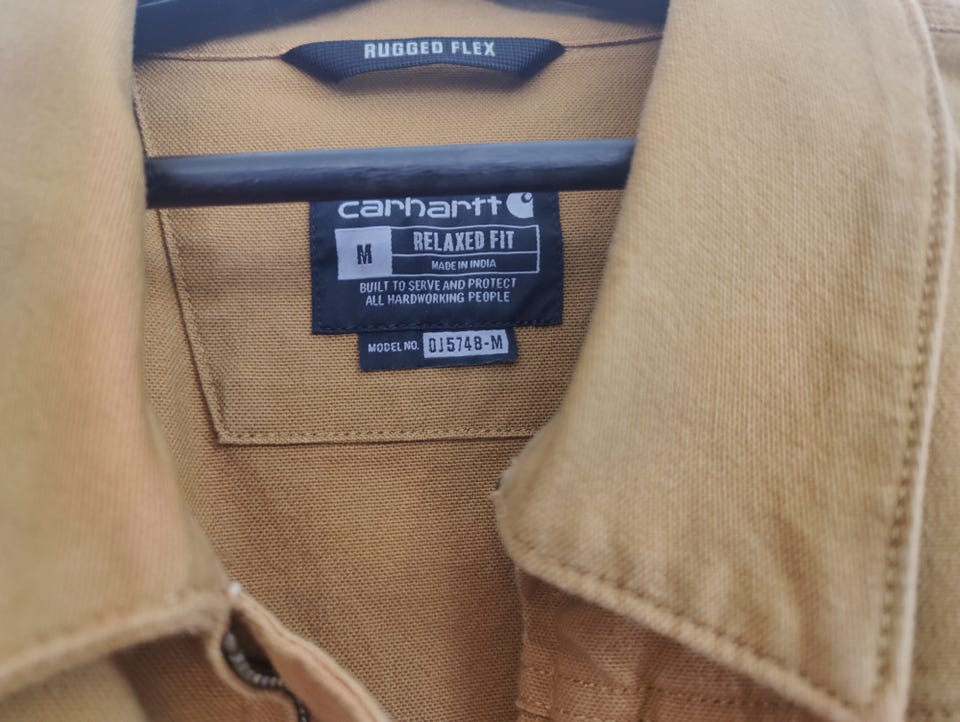 RUGGED FLEX
carhartt
M
RELAXED FIT
MADE IN INDIA
BUILT TO SERVE AND PROTECT
ALL HARDWORKING PEOPLE
MODEL NO. OJ5748-M